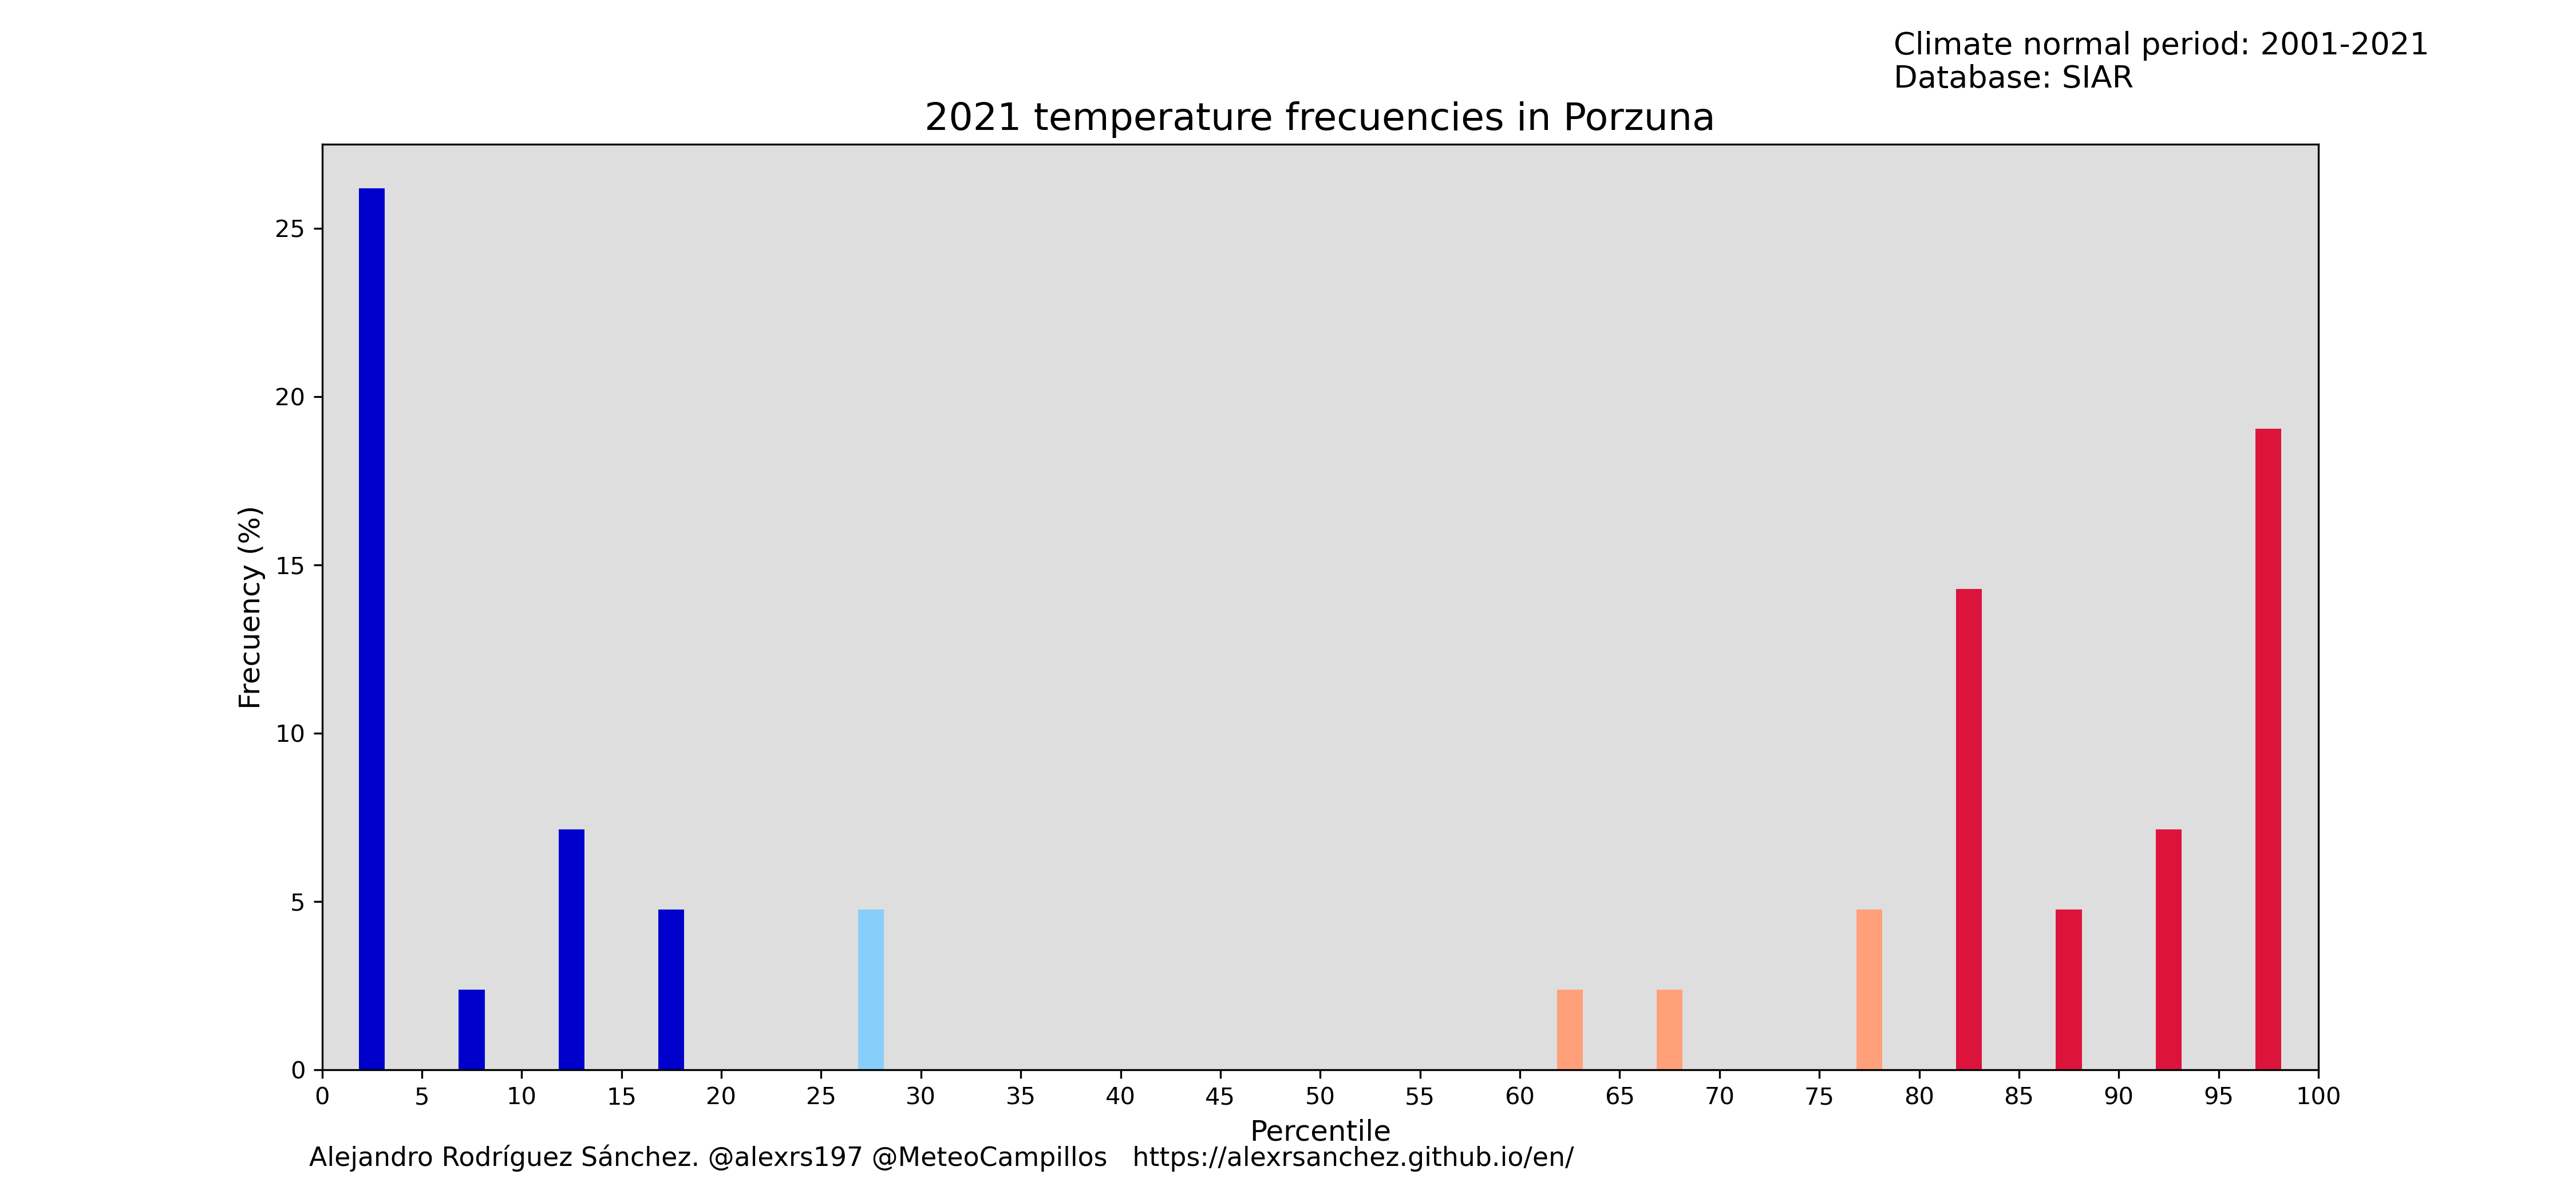 Climate normal period: 2001-2021
Database: SIAR
2021 temperature frecuencies in Porzuna
Frecuency (%)
25
20
15
10
5
0
0 5 10 15 20 25 30 35 40 45 50 55 60 65 70 75 80 85 90 95 100
Percentile
Alejandro Rodríguez Sánchez. @alexrs197 @MeteoCampillos https://alexrsanchez.github.io/en/